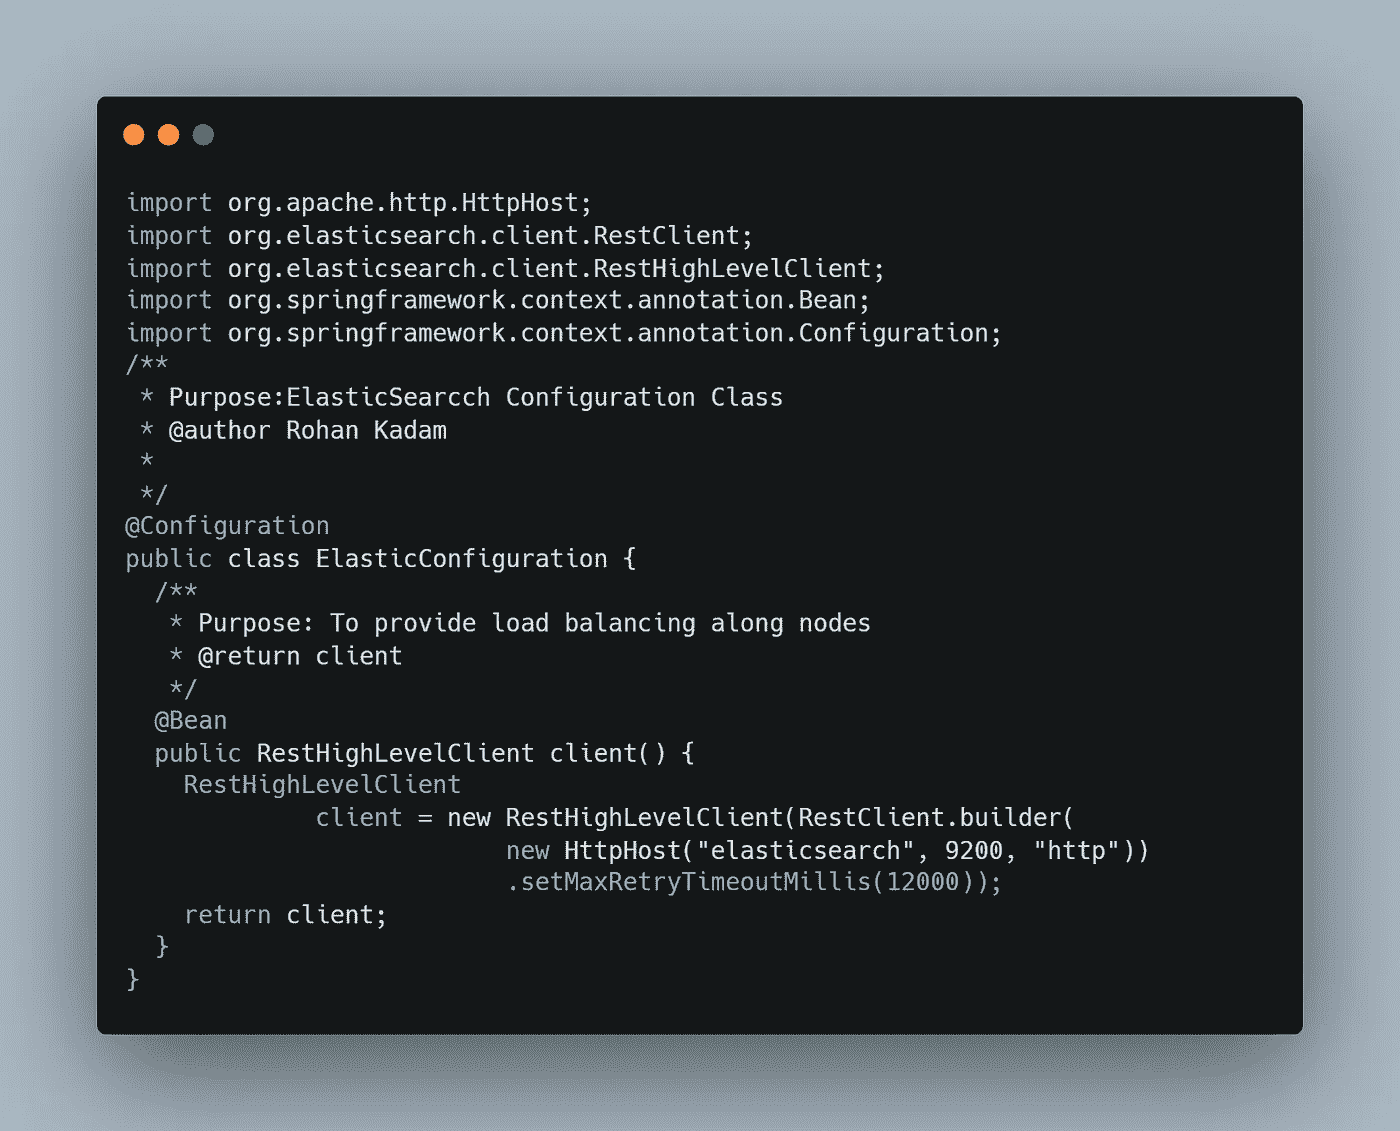 import org.apache.http.HttpHost;
import org.elasticsearch.client.RestClient;
import org.elasticsearch.client.RestHighLevelClient;
import org.springframework.context.annotation.Bean;
import org.springframework.context.annotation.Configuration;
/**
 * Purpose:ElasticSearcch Configuration Class
 * @author Rohan Kadam
 *
 */
@Configuration
public class ElasticConfiguration {
  /**
   * Purpose: To provide load balancing along nodes
   * @return client
   */
  @Bean
  public RestHighLevelClient client() {
    RestHighLevelClient
             client = new RestHighLevelClient(RestClient.builder(
                          new HttpHost("elasticsearch", 9200, "http"))
                          .setMaxRetryTimeoutMillis(12000));
    return client;
  }
}